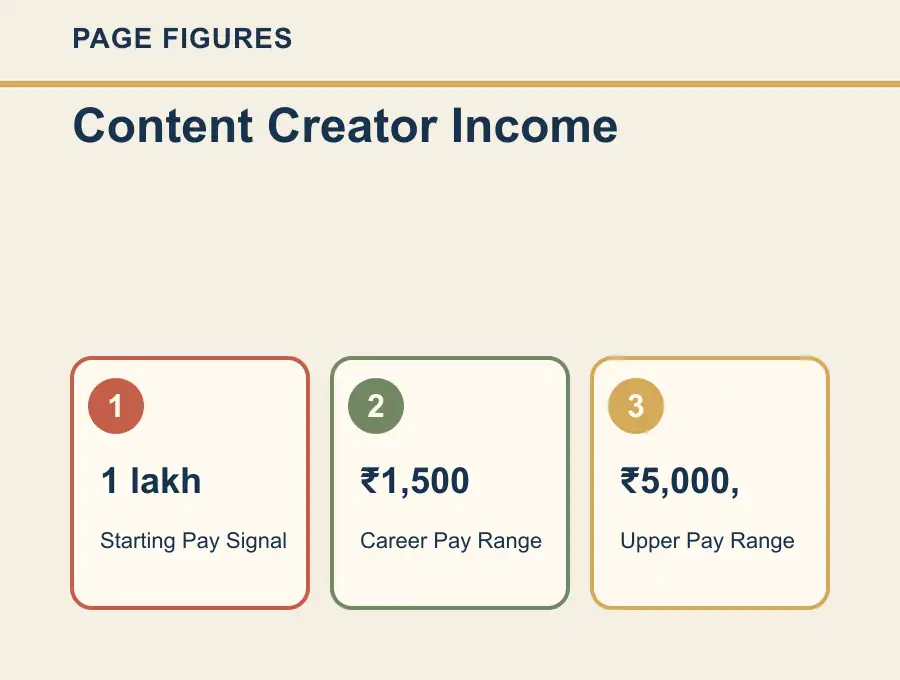 PAGE FIGURES
Content Creator Income
1
1 lakh
Starting Pay Signal
2
₹1,500
Career Pay Range
3
₹5,000,
Upper Pay Range